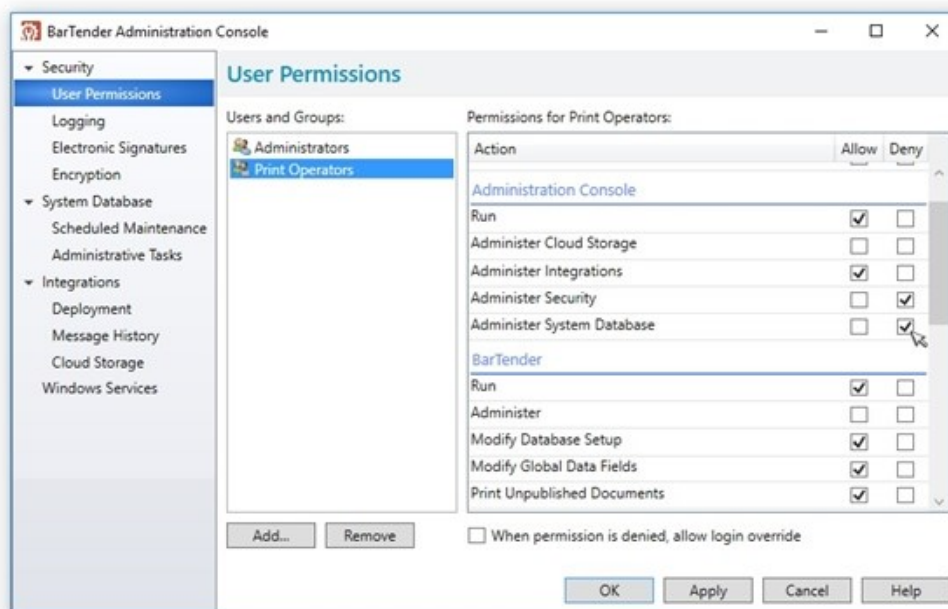 BarTender Administration Console
Security
User Permissions
Logging
Electronic Signatures
Encryption
System Database
Scheduled Maintenance
Administrative Tasks
Integrations
Deployment
Message History
Cloud Storage
Windows Services
User Permissions
Users and Groups:
Administrators
Print Operators
Add...
Remove
Permissions for Print Operators:
Action Allow Deny
Administration Console
Run
Administer Cloud Storage
Administer Integrations
Administer Security
Administer System Database
BarTender
Run
Administer
Modify Database Setup
Modify Global Data Fields
Print Unpublished Documents
When permission is denied, allow login override
OK Apply Cancel Help